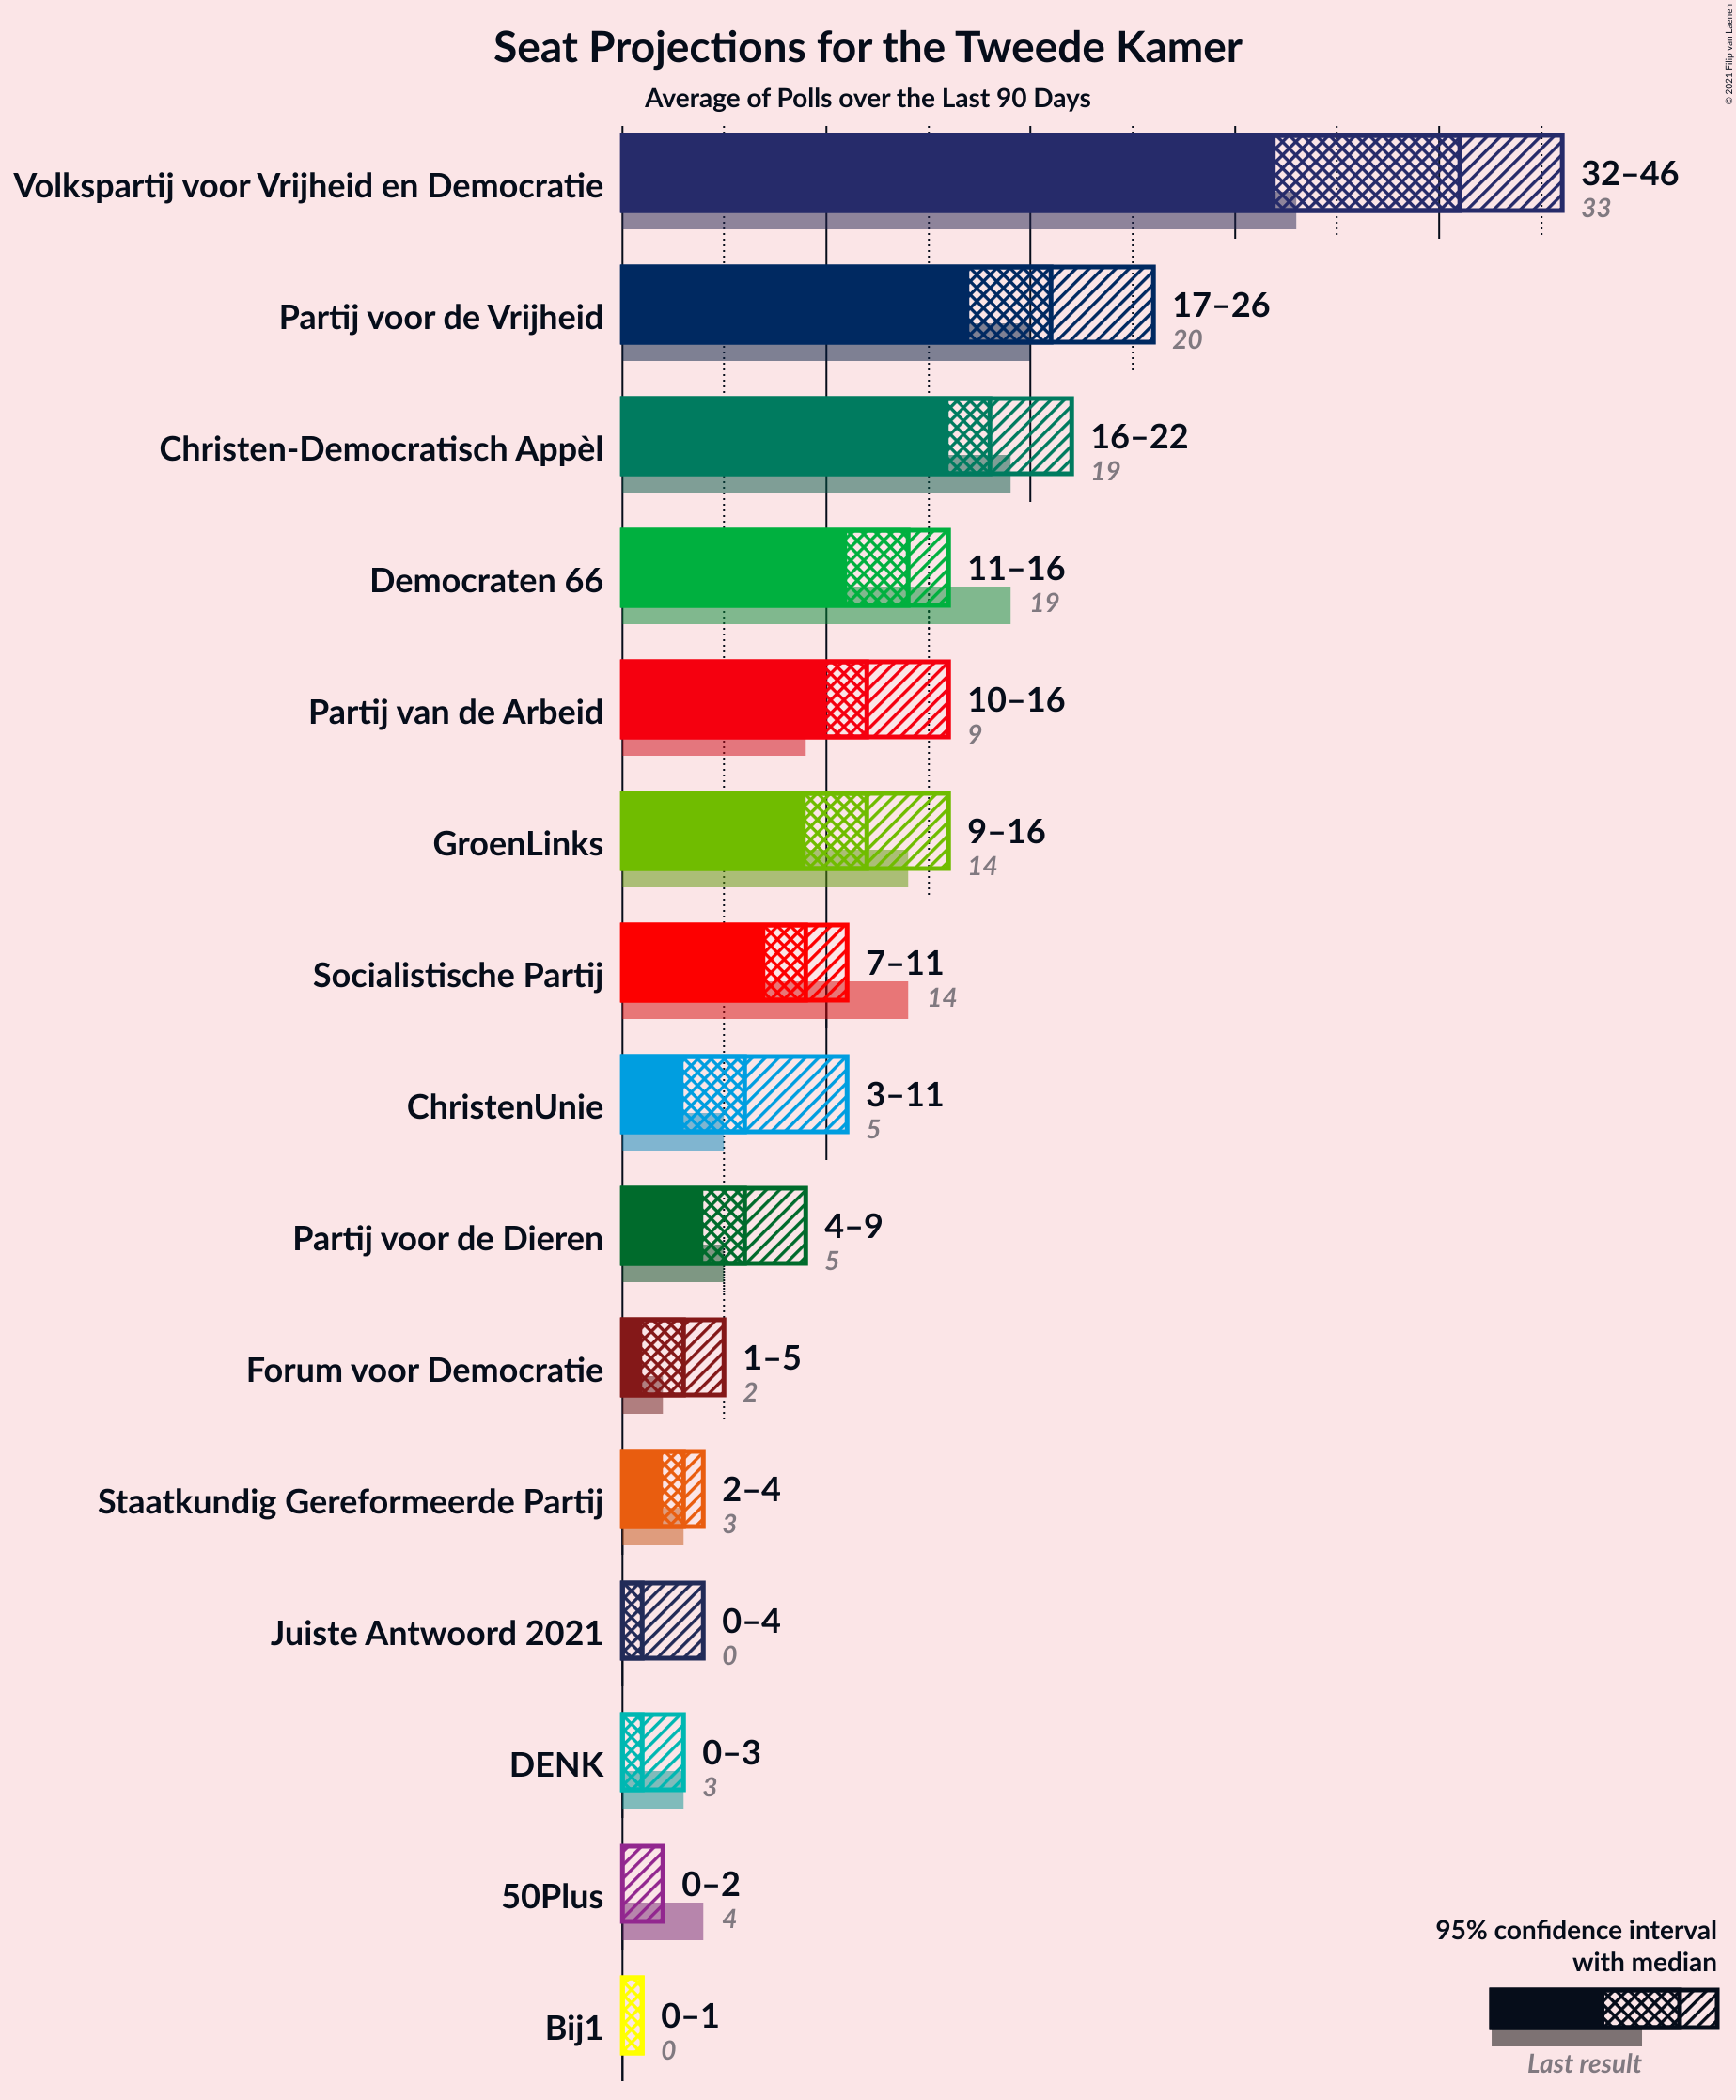 Seat Projections for the Tweede Kamer
Average of Polls over the Last 90 Days
© 2021 Filip van Laenen
Volkspartij voor Vrijheid en Democratie
32–46
33
Partij voor de Vrijheid
17–26
20
Christen-Democratisch Appèl
16–22
19
Democraten 66
11–16
19
Partij van de Arbeid
10–16
9
GroenLinks
9–16
14
Socialistische Partij
7–11
14
ChristenUnie
3–11
5
Partij voor de Dieren
4–9
5
Forum voor Democratie
1–5
2
Staatkundig Gereformeerde Partij
2–4
3
Juiste Antwoord 2021
0–4
0
DENK
0–3
3
50Plus
0–2
4
Bij1
0–1
0
95% confidence interval
with median
Last result